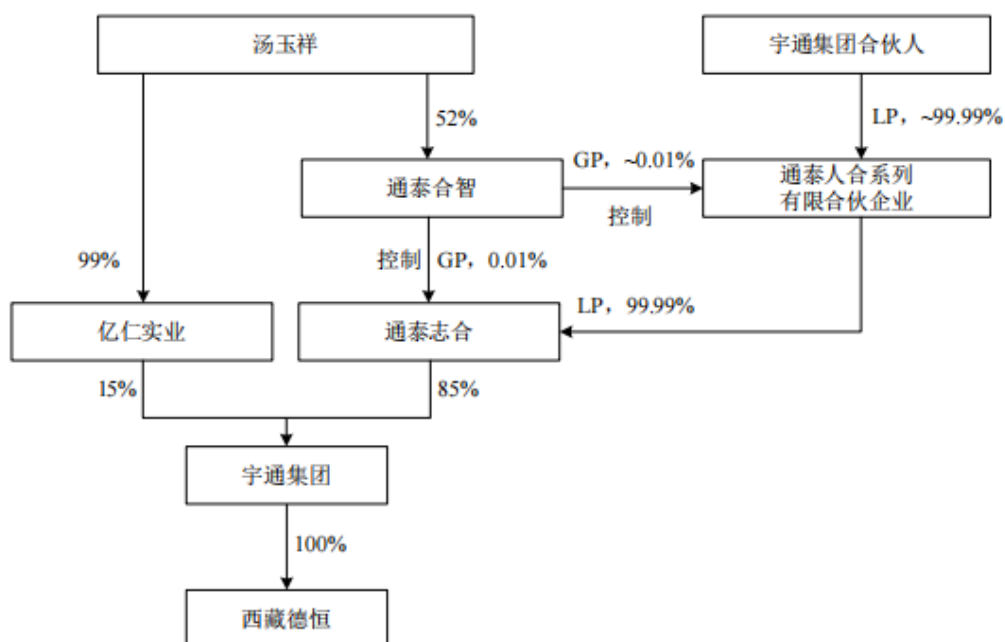 汤玉祥
宇通集团合伙人
52%
LP，~99.99%
通泰合智
GP，~0.01%
控制
通泰人合系列
有限合伙企业
99%
控制
GP，0.01%
LP，99.99%
亿仁实业
通泰志合
15%
85%
宇通集团
100%
西藏德恒